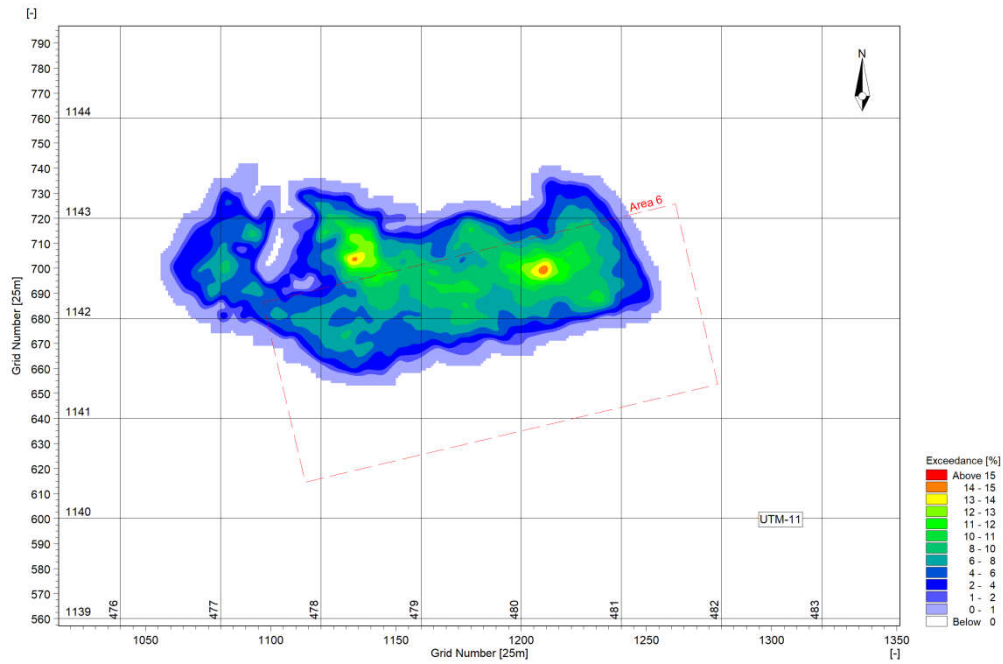 [-]
790
780
770
760
750
740
730
720
710
700
690
680
670
660
650
640
630
620
610
600
590
580
570
560
Grid Number [25m]
1144
1143
1142
1141
1140
1139
476
477
478
479
480
481
482
483
N
Area 6
UTM-11
1050
1100
1150
1200
1250
1300
1350
Grid Number [25m]
[-]
Exceedance [%]
Above 15
14 - 15
13 - 14
12 - 13
11 - 12
10 - 11
8 - 10
6 - 8
4 - 6
2 - 4
1 - 2
0 - 1
Below 0